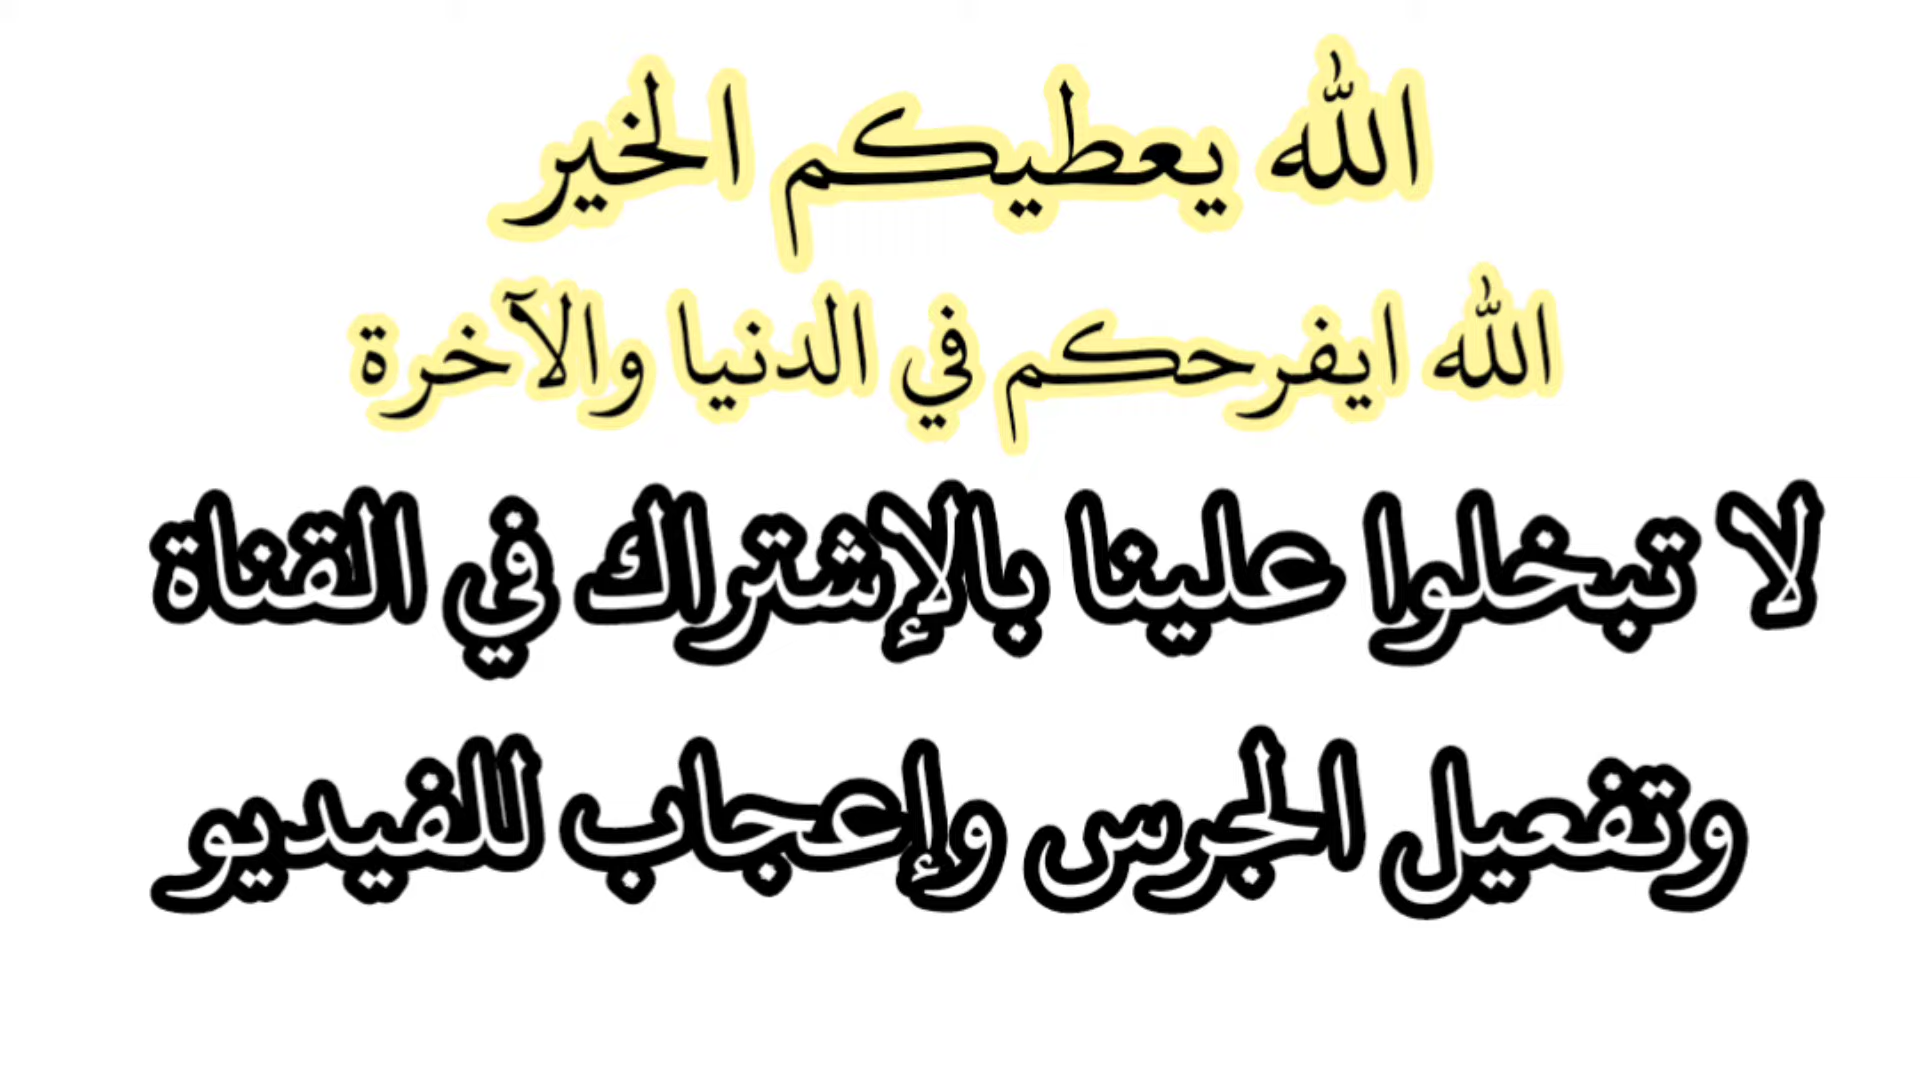 الله يعطيكم الخير
الله ايفرحكم في الدنيا والآخرة
لا تبخلوا علينا بالإشتراك في القناة
وتفعيل الجرس وإعجاب للفيديو